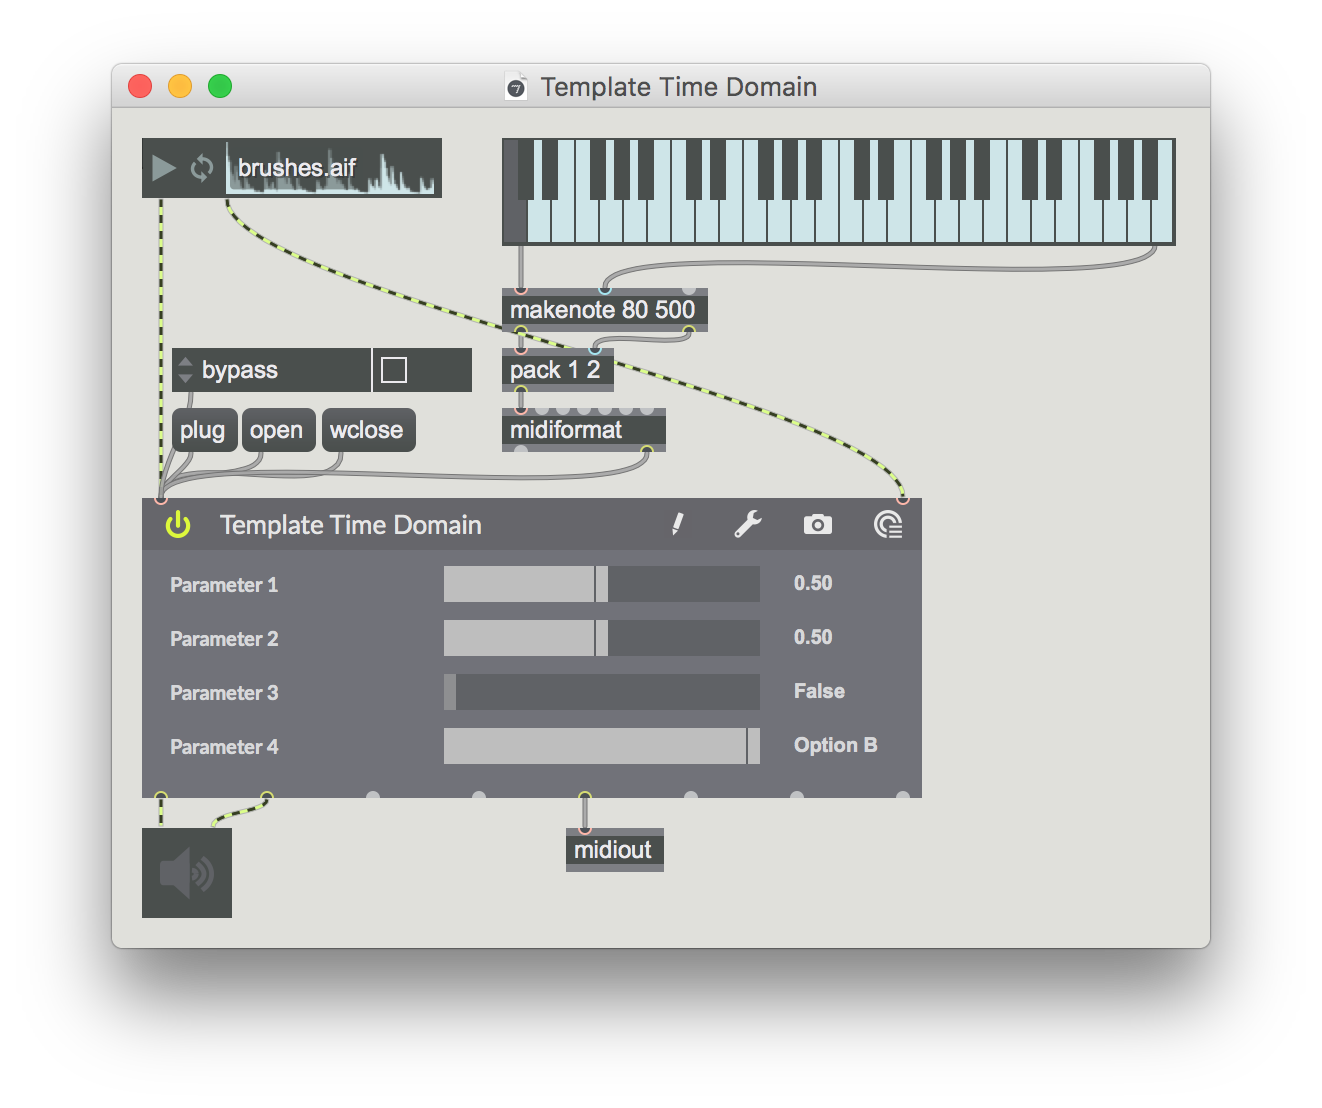 Template Time Domain
brushes.aif
makenote 80 500
bypass
pack 1 2
plug
open
wclose
midiformat
Template Time Domain
Parameter 1
0.50
Parameter 2
0.50
Parameter 3
False
Parameter 4
Option B
midiout